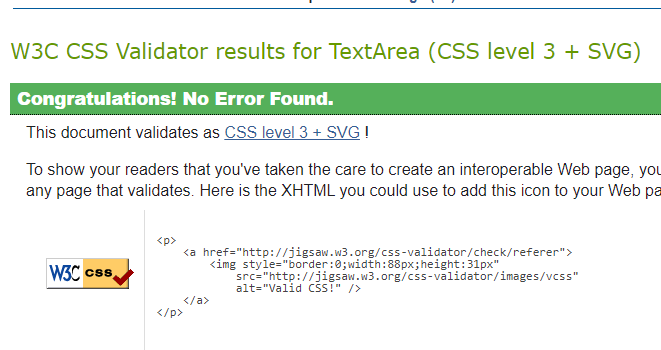 W3C CSS Validator results for TextArea (CSS level 3 + SVG)
Congratulations! No Error Found.
This document validates as CSS level 3 + SVG !
To show your readers that you've taken the care to create an interoperable Web page, you
any page that validates. Here is the XHTML you could use to add this icon to your Web pa
W3C css
<p>
<a href="http://jigsaw.w3.org/css-validator/check/referer">
<img style="border:0;width:88px;height:31px"
src="http://jigsaw.w3.org/css-validator/images/vcss"
alt="Valid CSS!" />
</a>
</p>